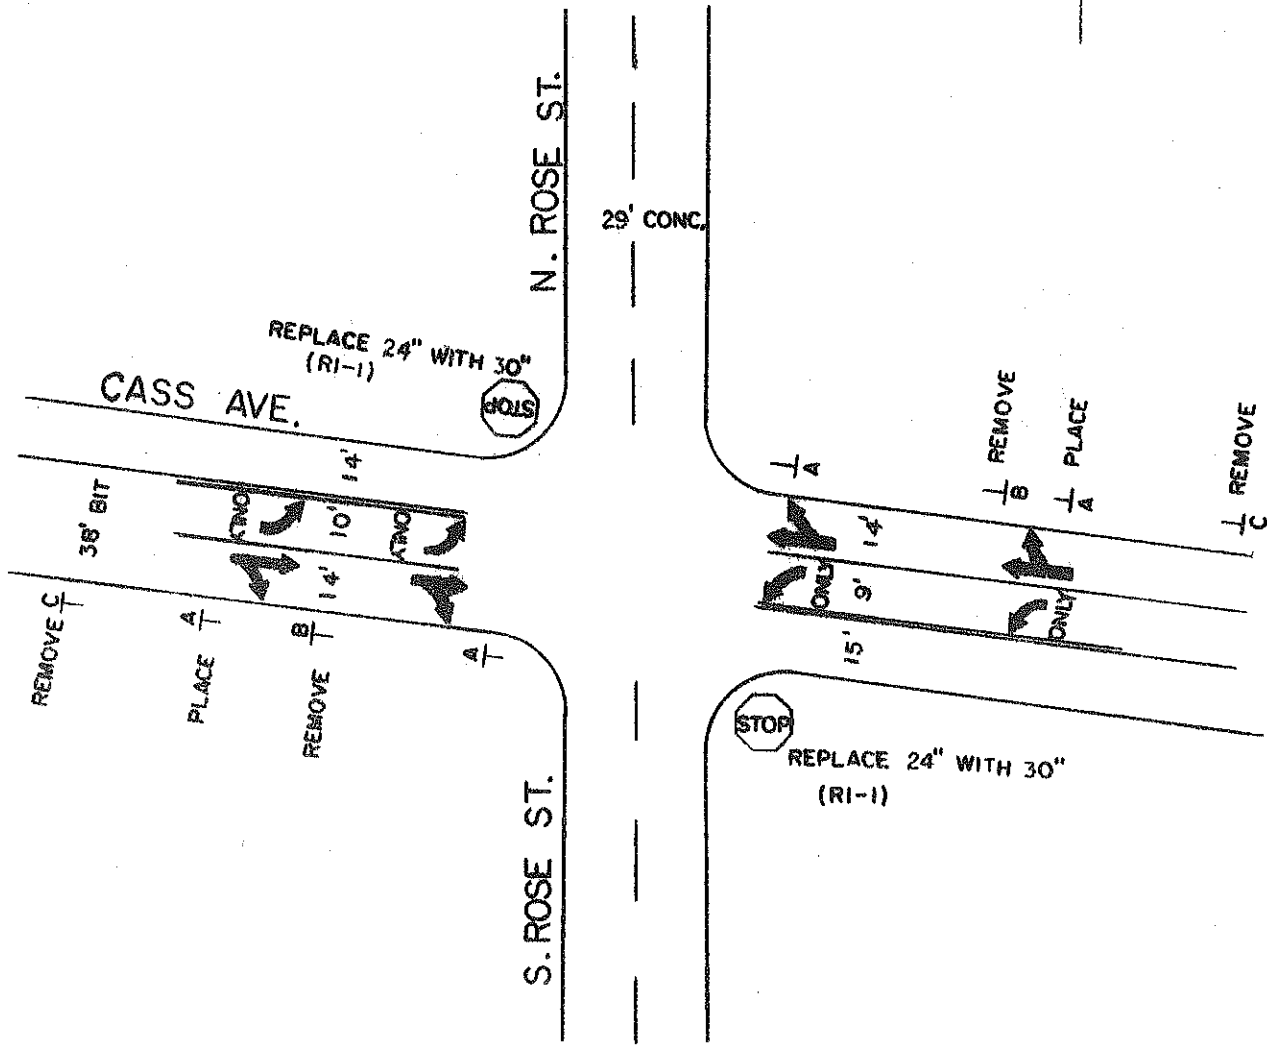 N. ROSE ST.
29' CONC.
REPLACE 24" WITH 30"
(R1-1)
STOP
CASS AVE.
38' BIT
14'
ONLY
10'
ONLY
14'
REMOVE C
A
PLACE
B
REMOVE
A
A
REMOVE
B
PLACE
A
REMOVE
C
14'
ONLY
9'
ONLY
15'
STOP
REPLACE 24" WITH 30"
(R1-1)
S. ROSE ST.